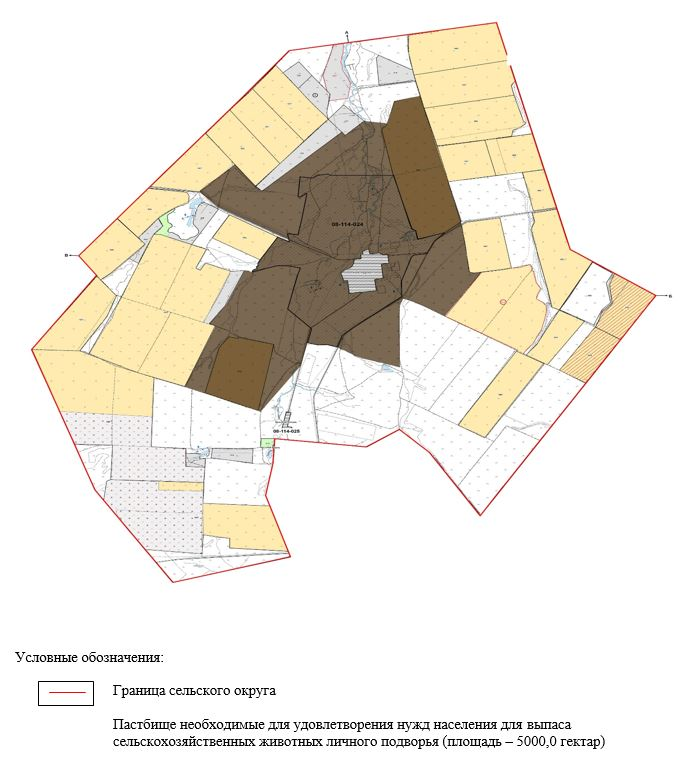 А
08-114-024
В
Б
08-114-025
Условные обозначения:
Граница сельского округа
Пастбище необходимые для удовлетворения нужд населения для выпаса
сельскохозяйственных животных личного подворья (площадь – 5000,0 гектар)